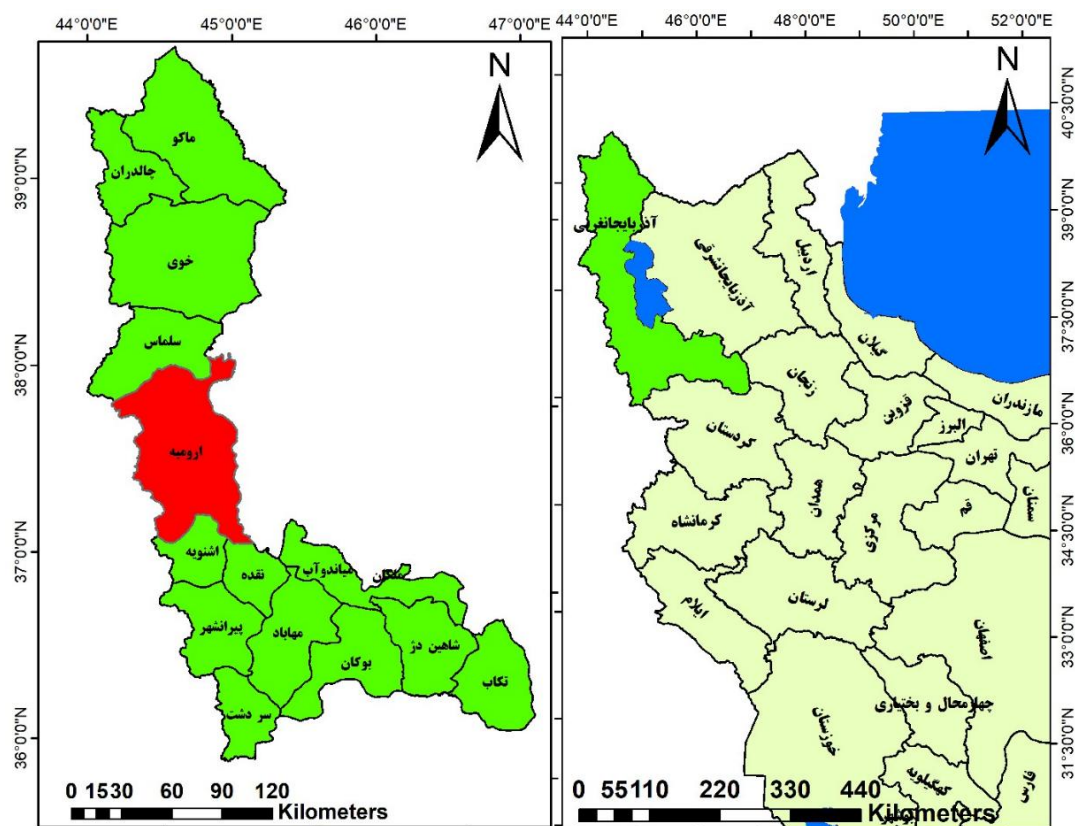 44°0'0"E 45°0'0"E 46°0'0"E 47°0'0"E
N
39°0'0"N
38°0'0"N
37°0'0"N
36°0'0"N
ماکو
چالدران
خوی
سلماس
ارومیه
اشنویه
نقده
میاندوآب
ملکان
پیرانشهر
مهاباد
بوکان
شاهین دژ
تکاب
سر دشت
0 15 30 60 90 120
Kilometers
44°0'0"E 46°0'0"E 48°0'0"E 50°0'0"E 52°0'0"E
N
40°30'0"N
39°0'0"N
37°30'0"N
36°0'0"N
34°30'0"N
33°0'0"N
31°30'0"N
آذربایجانغربی
آذربایجانشرقی
اردبیل
گیلان
زنجان
مازندران
قزوین
البرز
کردستان
تهران
سمنان
همدان
قم
مرکزی
کرمانشاه
لرستان
ایلام
اصفهان
چهارمحال و بختیاری
خوزستان
کهگیلویه
فارس
0 55 110 220 330 440
Kilometers